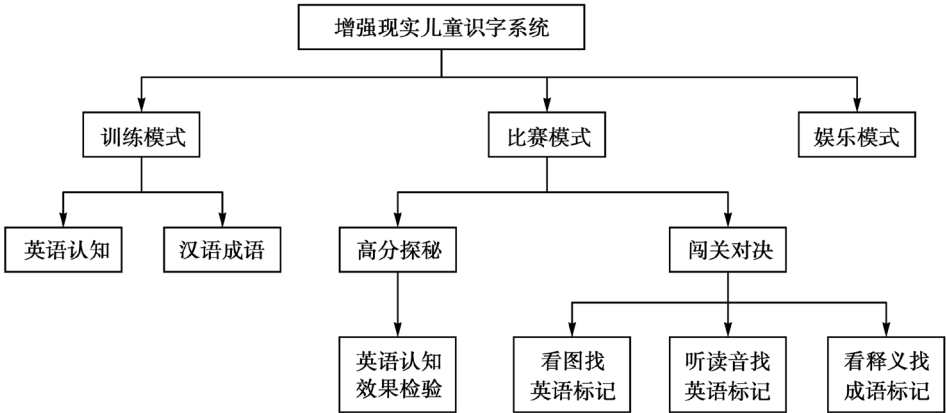 增强现实儿童识字系统
训练模式
比赛模式
娱乐模式
英语认知
汉语成语
高分探秘
闯关对决
英语认知
效果检验
看图找
英语标记
听读音找
英语标记
看释义找
成语标记